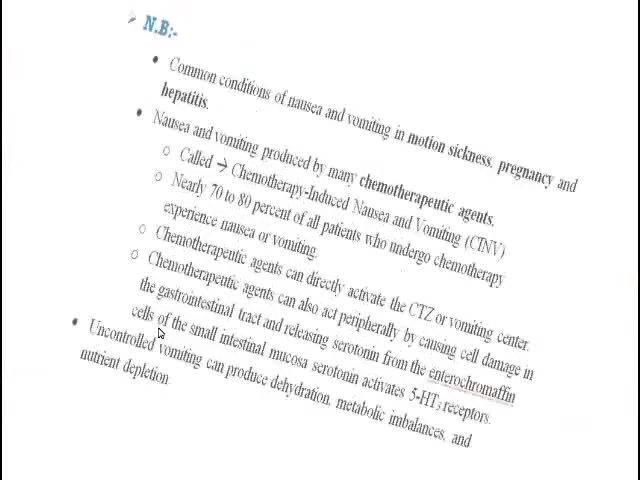 ➢ N.B:-
• Common conditions of nausea and vomiting in motion sickness, pregnancy and
hepatitis.
• Nausea and vomiting produced by many chemotherapeutic agents.
○ Called → Chemotherapy-Induced Nausea and Vomiting (CINV)
○ Nearly 70 to 80 percent of all patients who undergo chemotherapy
experience nausea or vomiting.
○ Chemotherapeutic agents can directly activate the CTZ or vomiting center.
○ Chemotherapeutic agents can also act peripherally by causing cell damage in
the gastrointestinal tract and releasing serotonin from the enterochromaffin
cells of the small intestinal mucosa serotonin activates 5-HT3 receptors.
• Uncontrolled vomiting can produce dehydration, metabolic imbalances, and
nutrient depletion.